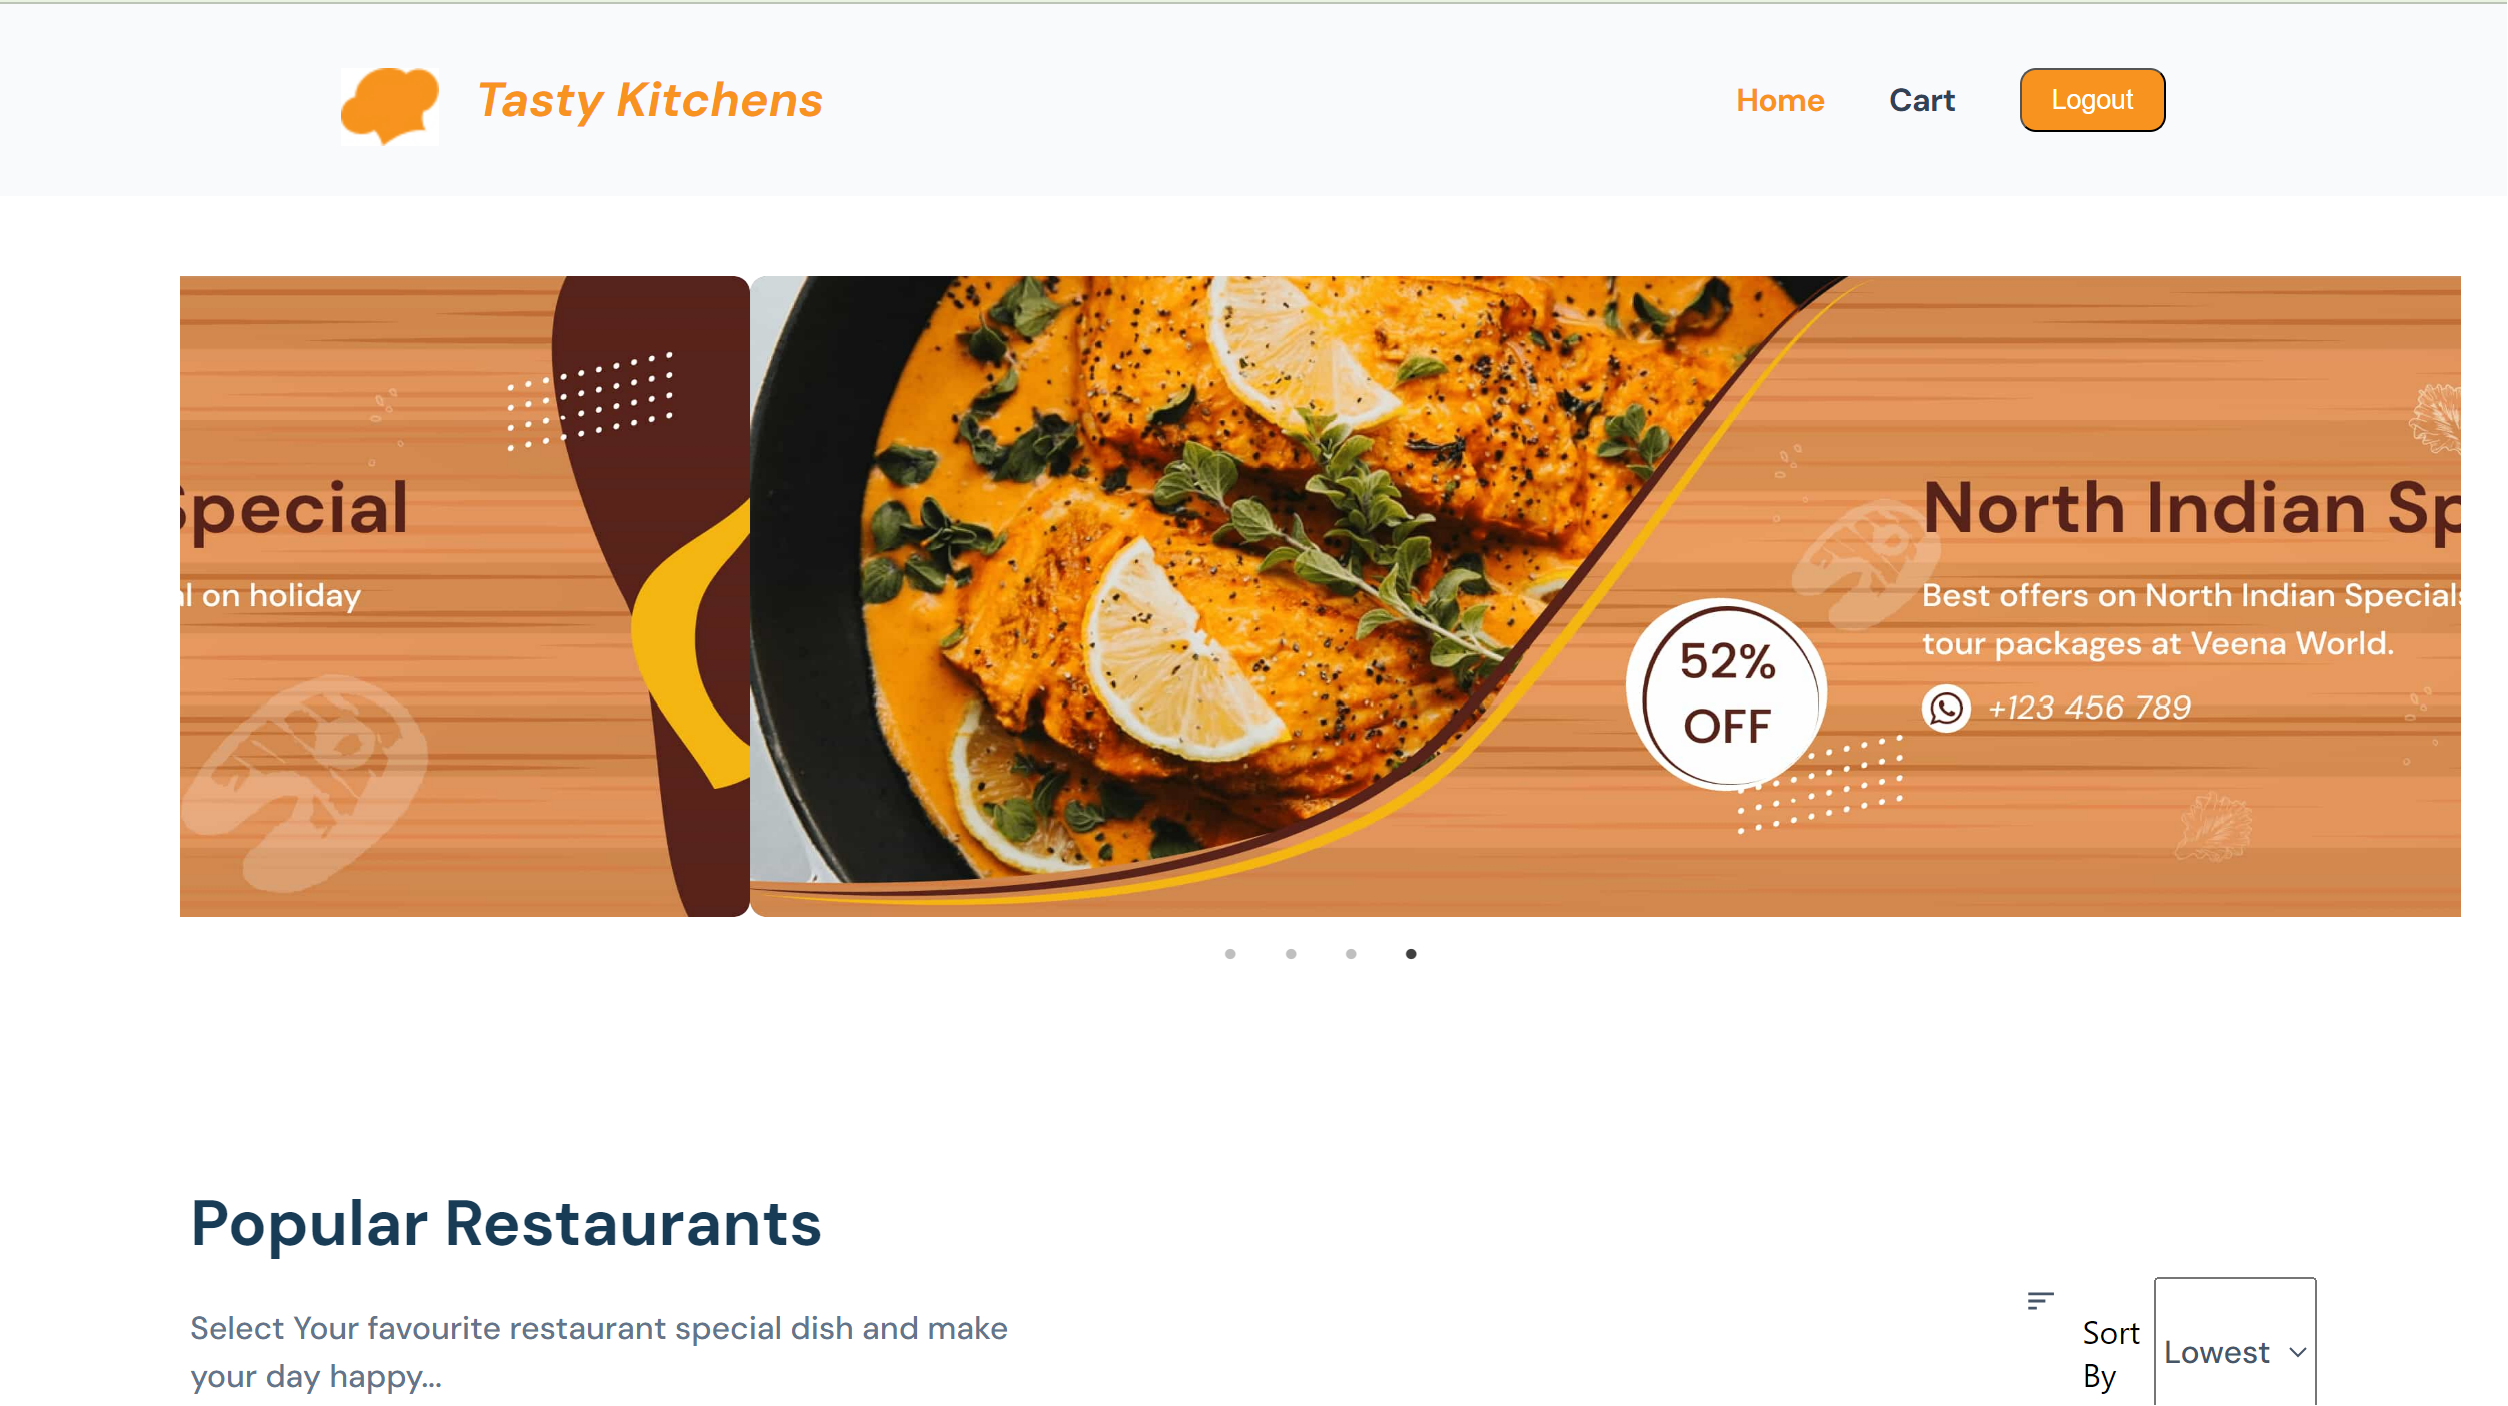 Tasty Kitchens
Home
Cart
Logout
Special
on holiday
North Indian
Best offers on North Indian Specials
tour packages at Veena World.
+123 456 789
52%
OFF
Popular Restaurants
Select Your favourite restaurant special dish and make
your day happy...
Sort
By
Lowest